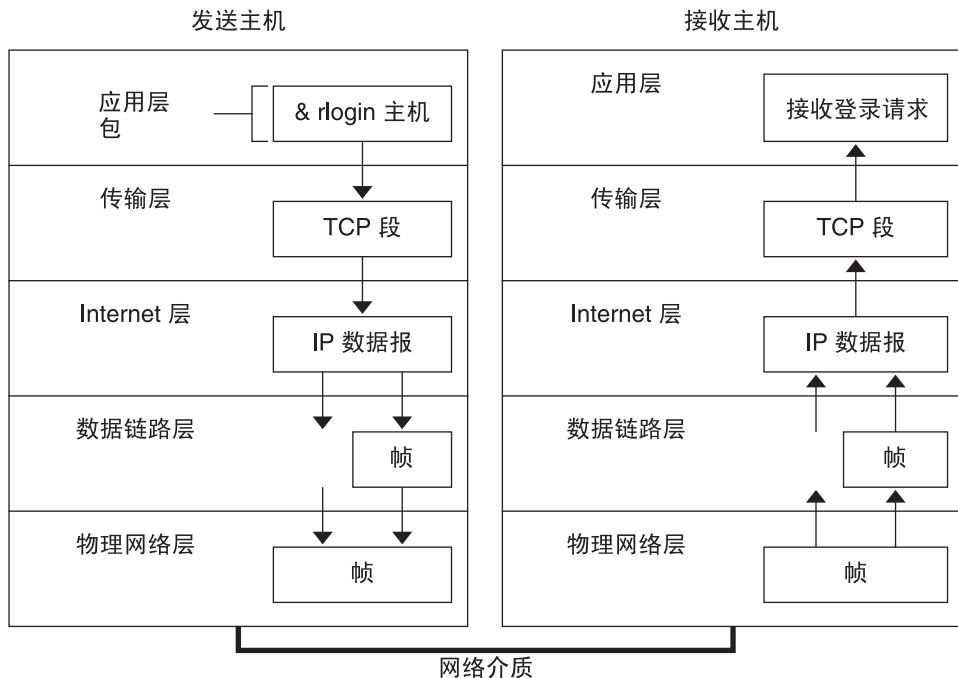 发送主机
应用层
包
& rlogin 主机
传输层
TCP 段
Internet 层
IP 数据报
数据链路层
帧
物理网络层
帧
接收主机
应用层
接收登录请求
传输层
TCP 段
Internet 层
IP 数据报
数据链路层
帧
物理网络层
帧
网络介质